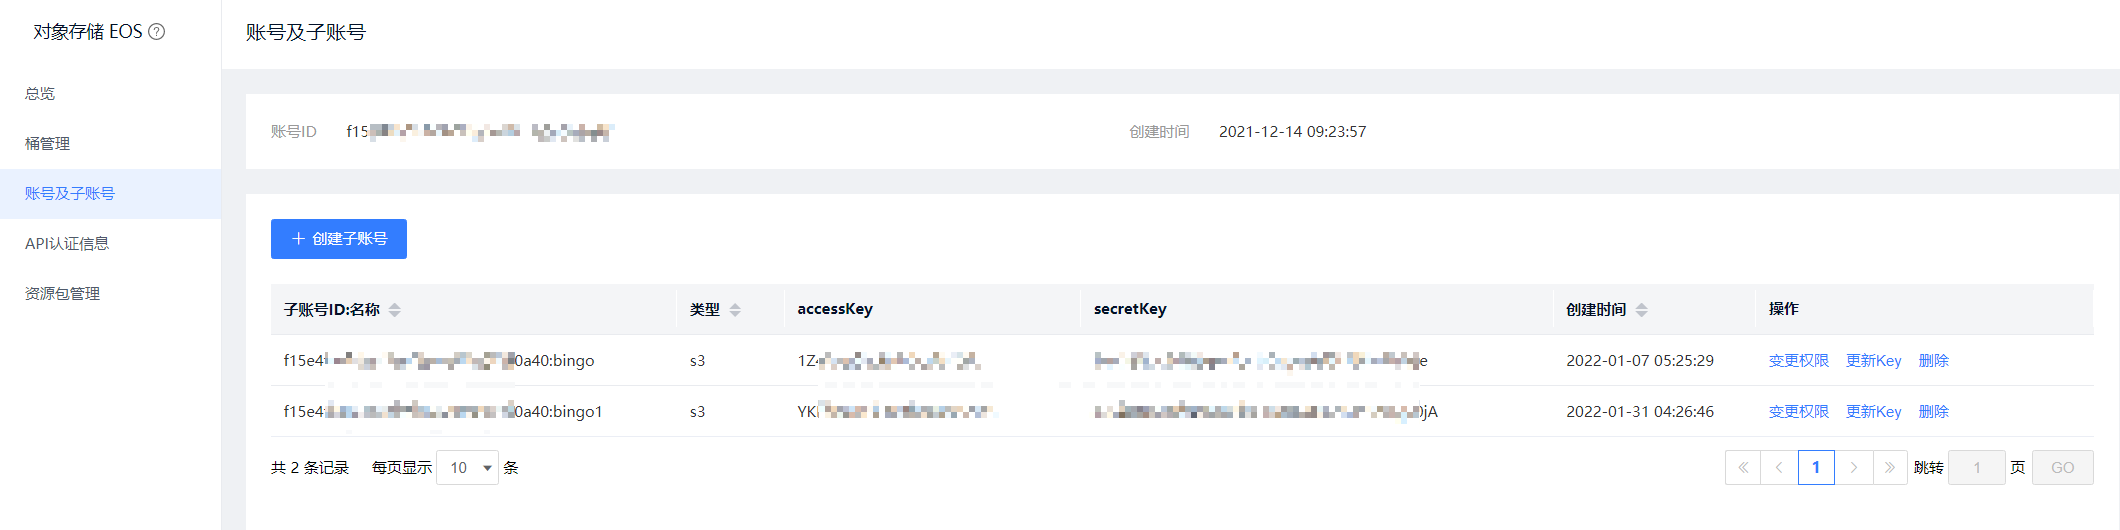 对象存储 EOS ?
账号及子账号
总览
桶管理
账号及子账号
API认证信息
资源包管理
账号ID f15
创建时间 2021-12-14 09:23:57
+ 创建子账号
子账号ID:名称 类型 accessKey secretKey 创建时间 操作
f15e4 0a40:bingo s3 1Z e 2022-01-07 05:25:29 变更权限 更新Key 删除
f15e4 0a40:bingo1 s3 YK jA 2022-01-31 04:26:46 变更权限 更新Key 删除
共 2 条记录 每页显示 10 条 « < 1 > » 跳转 1 页 GO